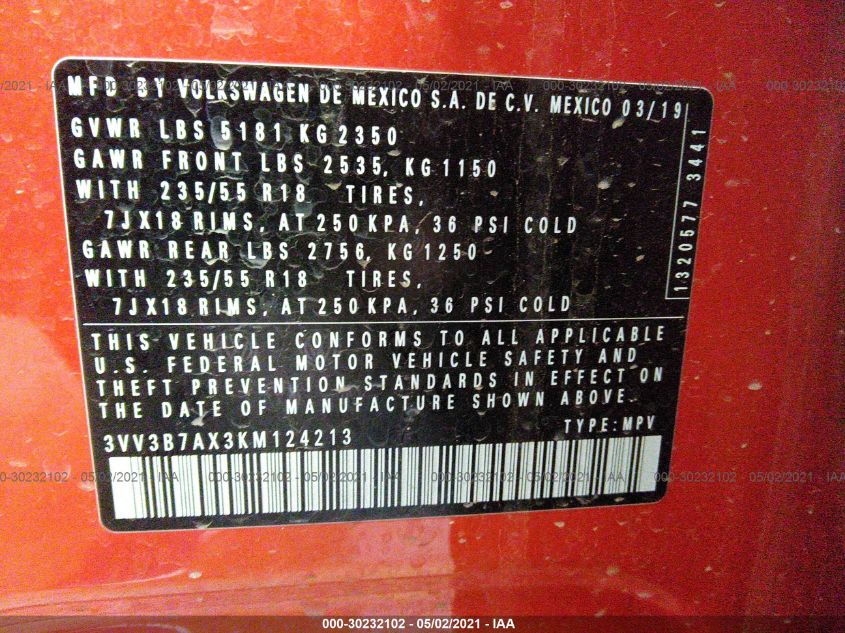 MFD BY VOLKSWAGEN DE MEXICO S.A. DE C.V. MEXICO 03/19
GVWR LBS 5181 KG 2350
GAWR FRONT LBS 2535, KG 1150
WITH 235/55 R18 TIRES,
7JX18 RIMS, AT 250 KPA, 36 PSI COLD
GAWR REAR LBS 2756, KG 1250
WITH 235/55 R18 TIRES,
7JX18 RIMS, AT 250 KPA, 36 PSI COLD
1320577 3441
THIS VEHICLE CONFORMS TO ALL APPLICABLE
U.S. FEDERAL MOTOR VEHICLE SAFETY AND
THEFT PREVENTION STANDARDS IN EFFECT ON
THE DATE OF MANUFACTURE SHOWN ABOVE.
3VV3B7AX3KM124213 TYPE:MPV
000-30232102 - 05/02/2021 - IAA